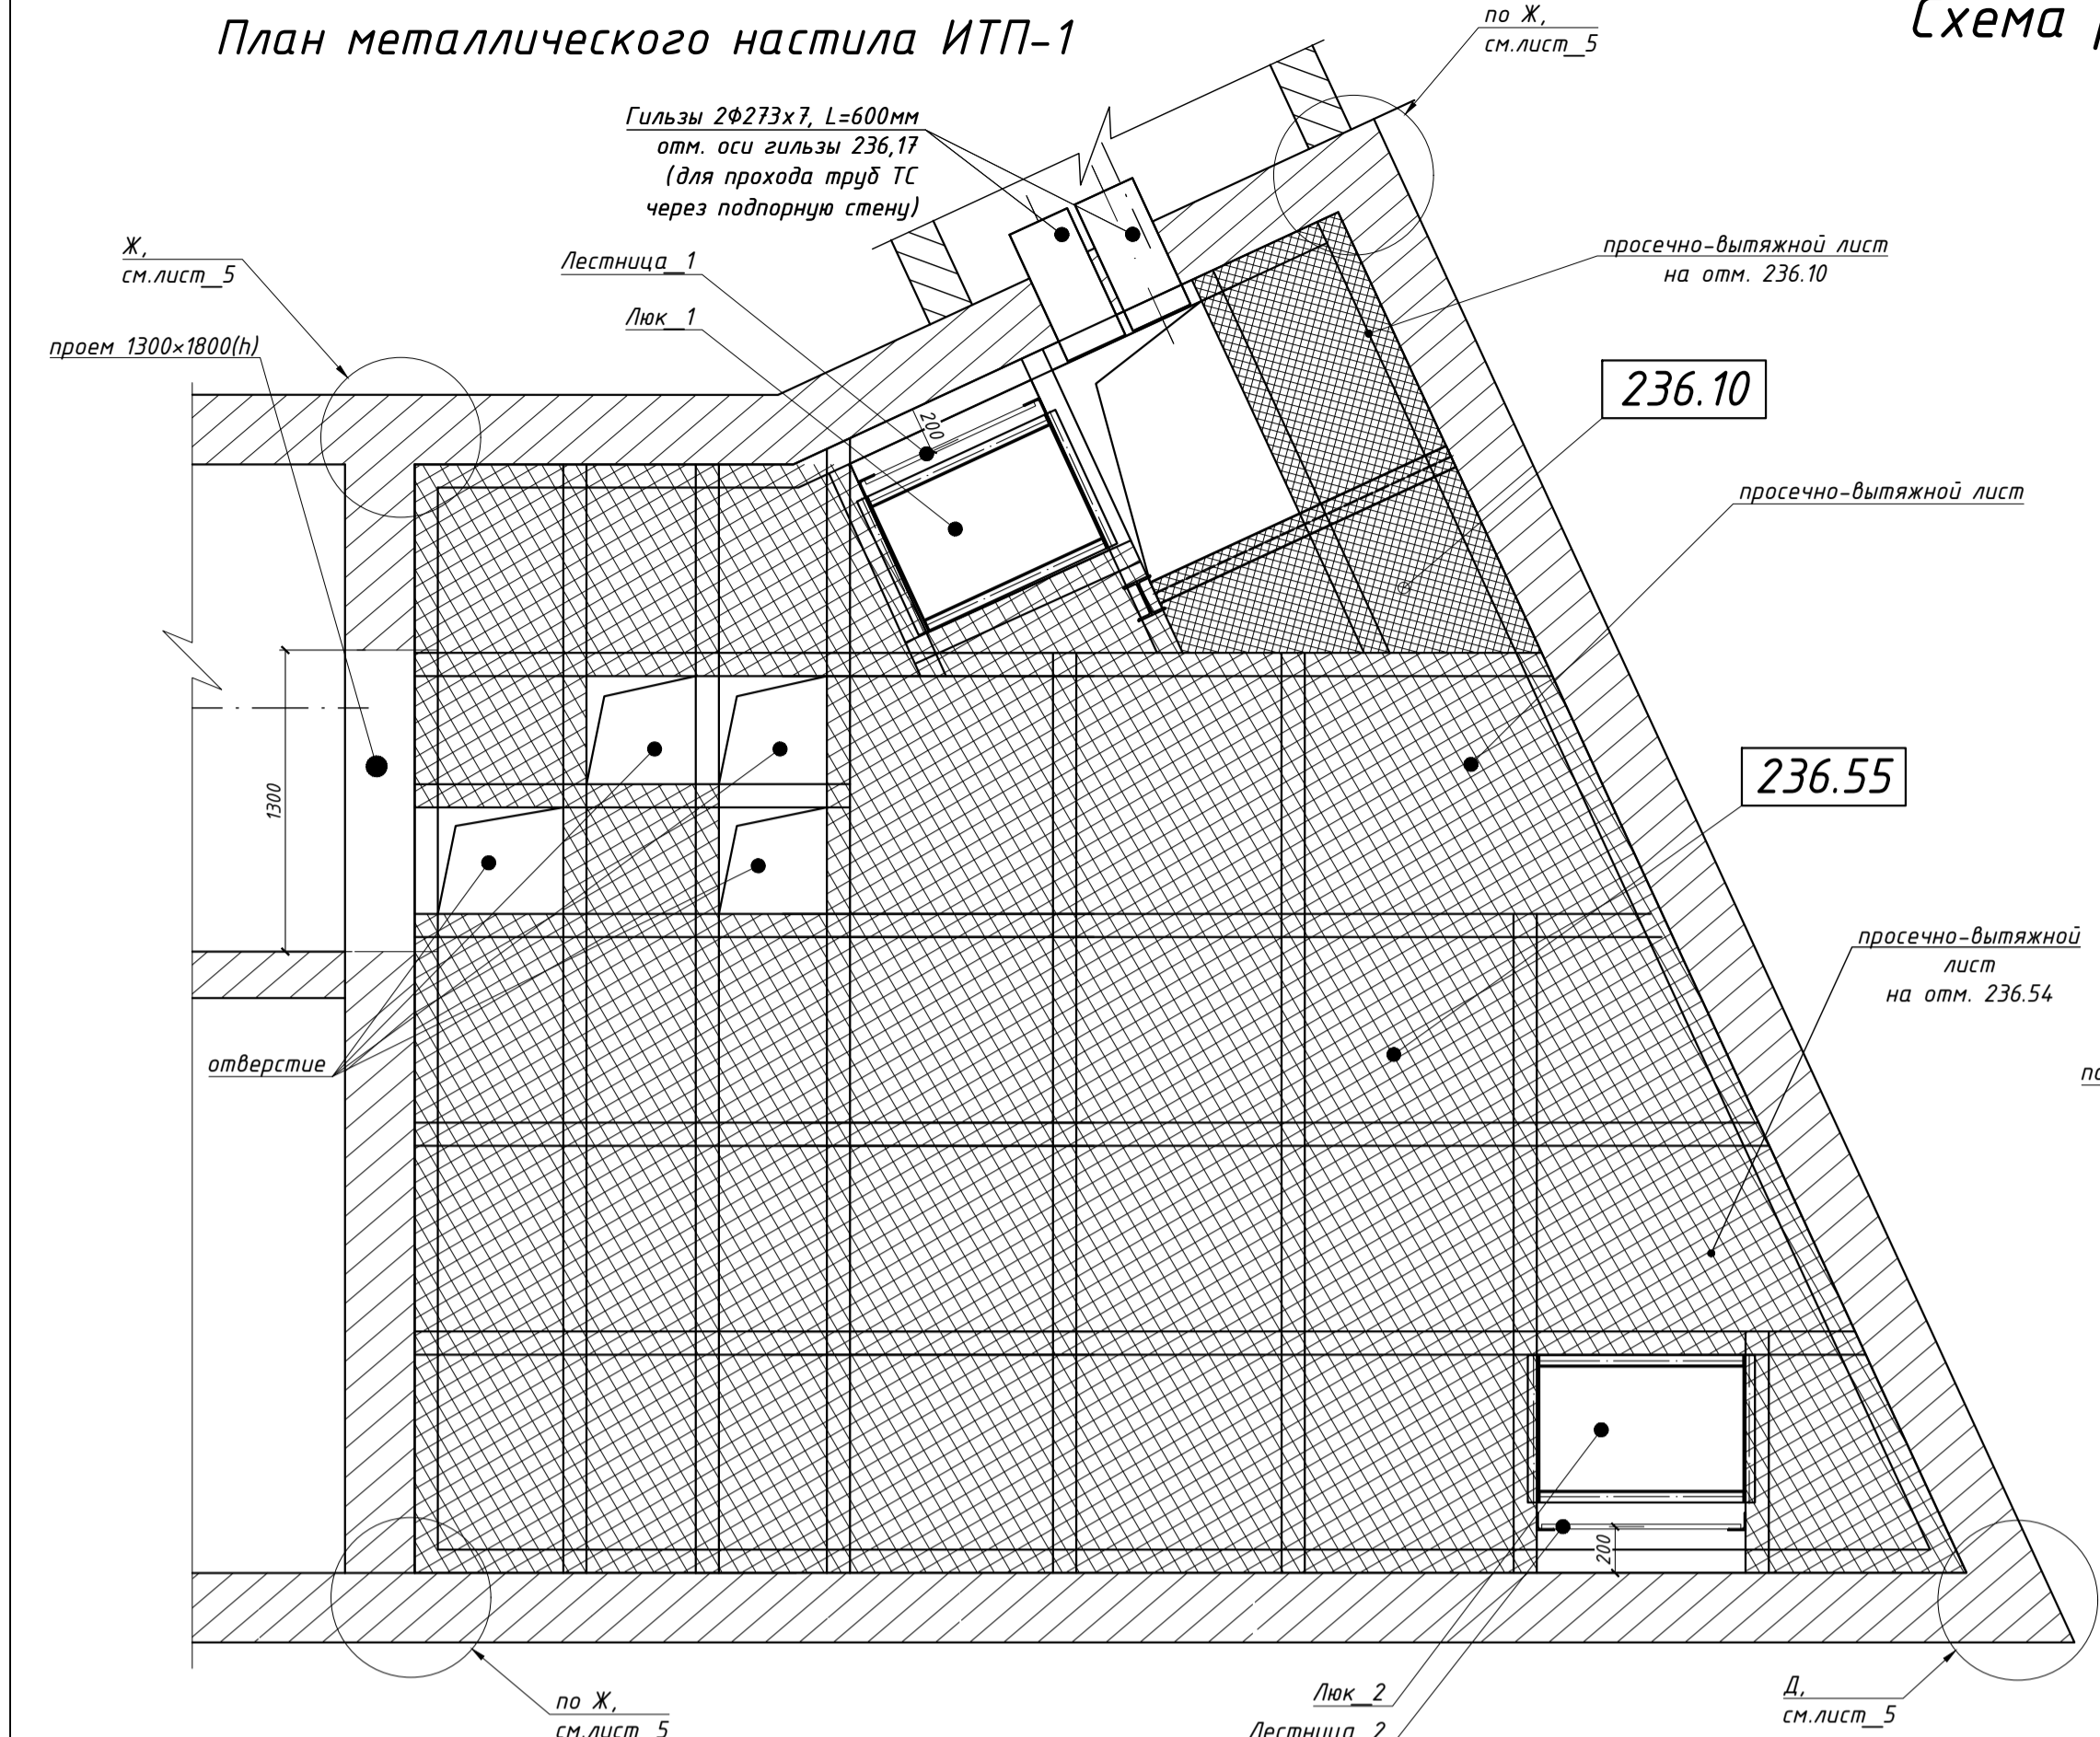 План металлического настила ИТП-1
Схема
по Ж,
см.лист_5
Гильзы 2Ф273х7, L=600мм
отм. оси гильзы 236,17
(для прохода труб ТС
через подпорную стену)
Ж,
см.лист_5
Лестница_1
Люк_1
проем 1300×1800(h)
просечно-вытяжной лист
на отм. 236.10
236.10
200
просечно-вытяжной лист
236.55
1300
просечно-вытяжной
лист
на отм. 236.54
отверстие
по
200
по Ж,
см.лист_5
Люк_2
Лестница_2
Д,
см.лист_5